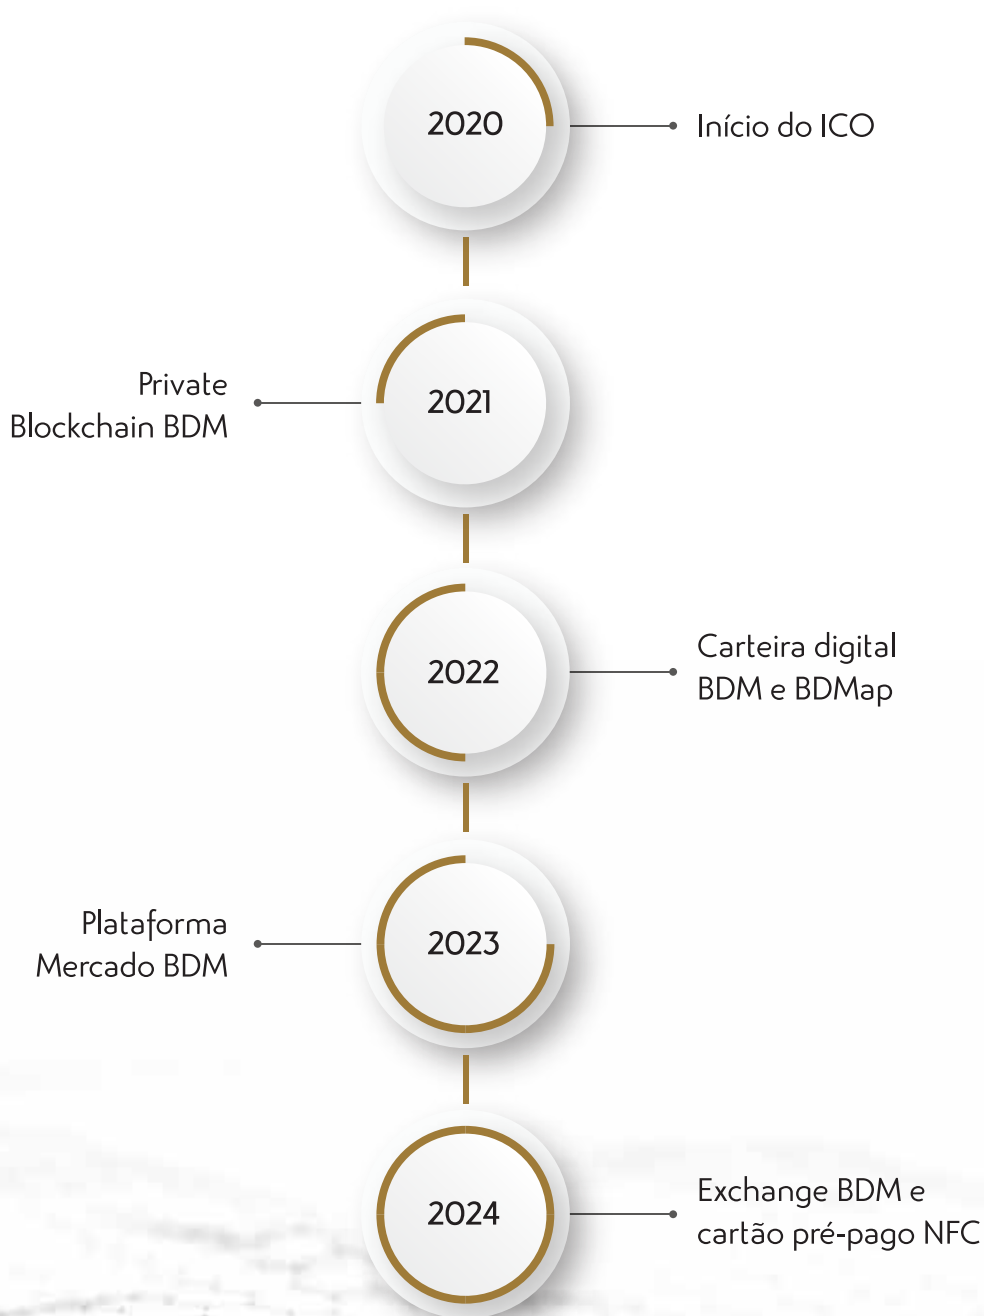 2020
Início do ICO
2021
Private
Blockchain BDM
2022
Carteira digital
BDM e BDMap
2023
Plataforma
Mercado BDM
2024
Exchange BDM e
cartão pré-pago NFC